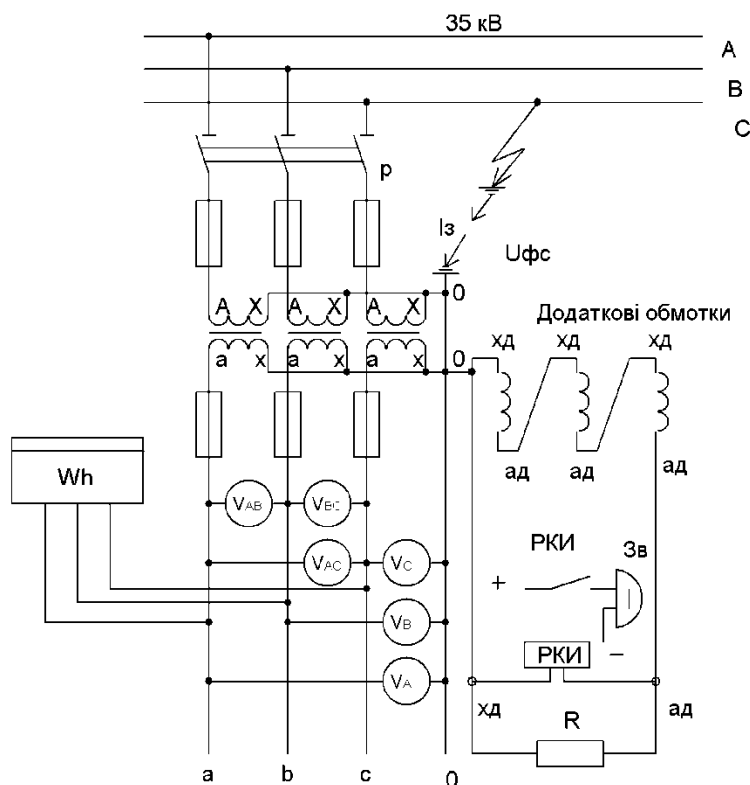 35 кВ
А
В
С
р
Iз
Uфс
0
А Х А Х А Х
Додаткові обмотки
а х а х а х
0
хд хд хд
ад ад ад
Wh
VAB VBC
VAC VC
РКИ Зв
+
VB
–
РКИ
VA
хд R ад
a b c 0